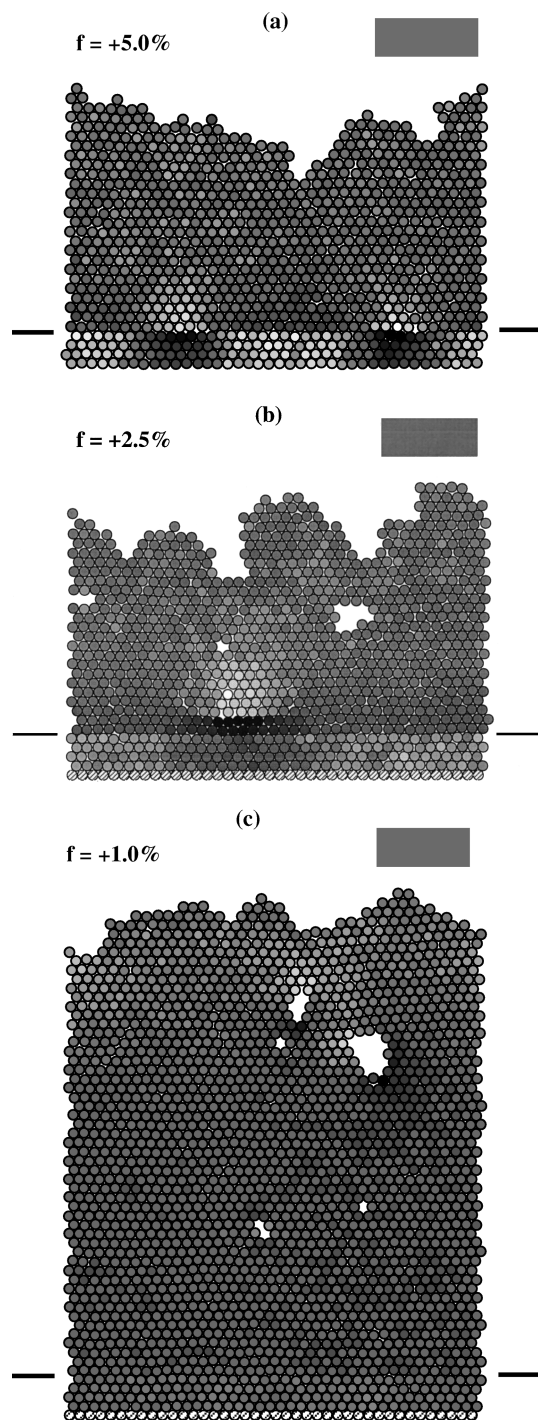 (a)
f = +5.0%
(b)
f = +2.5%
(c)
f = +1.0%